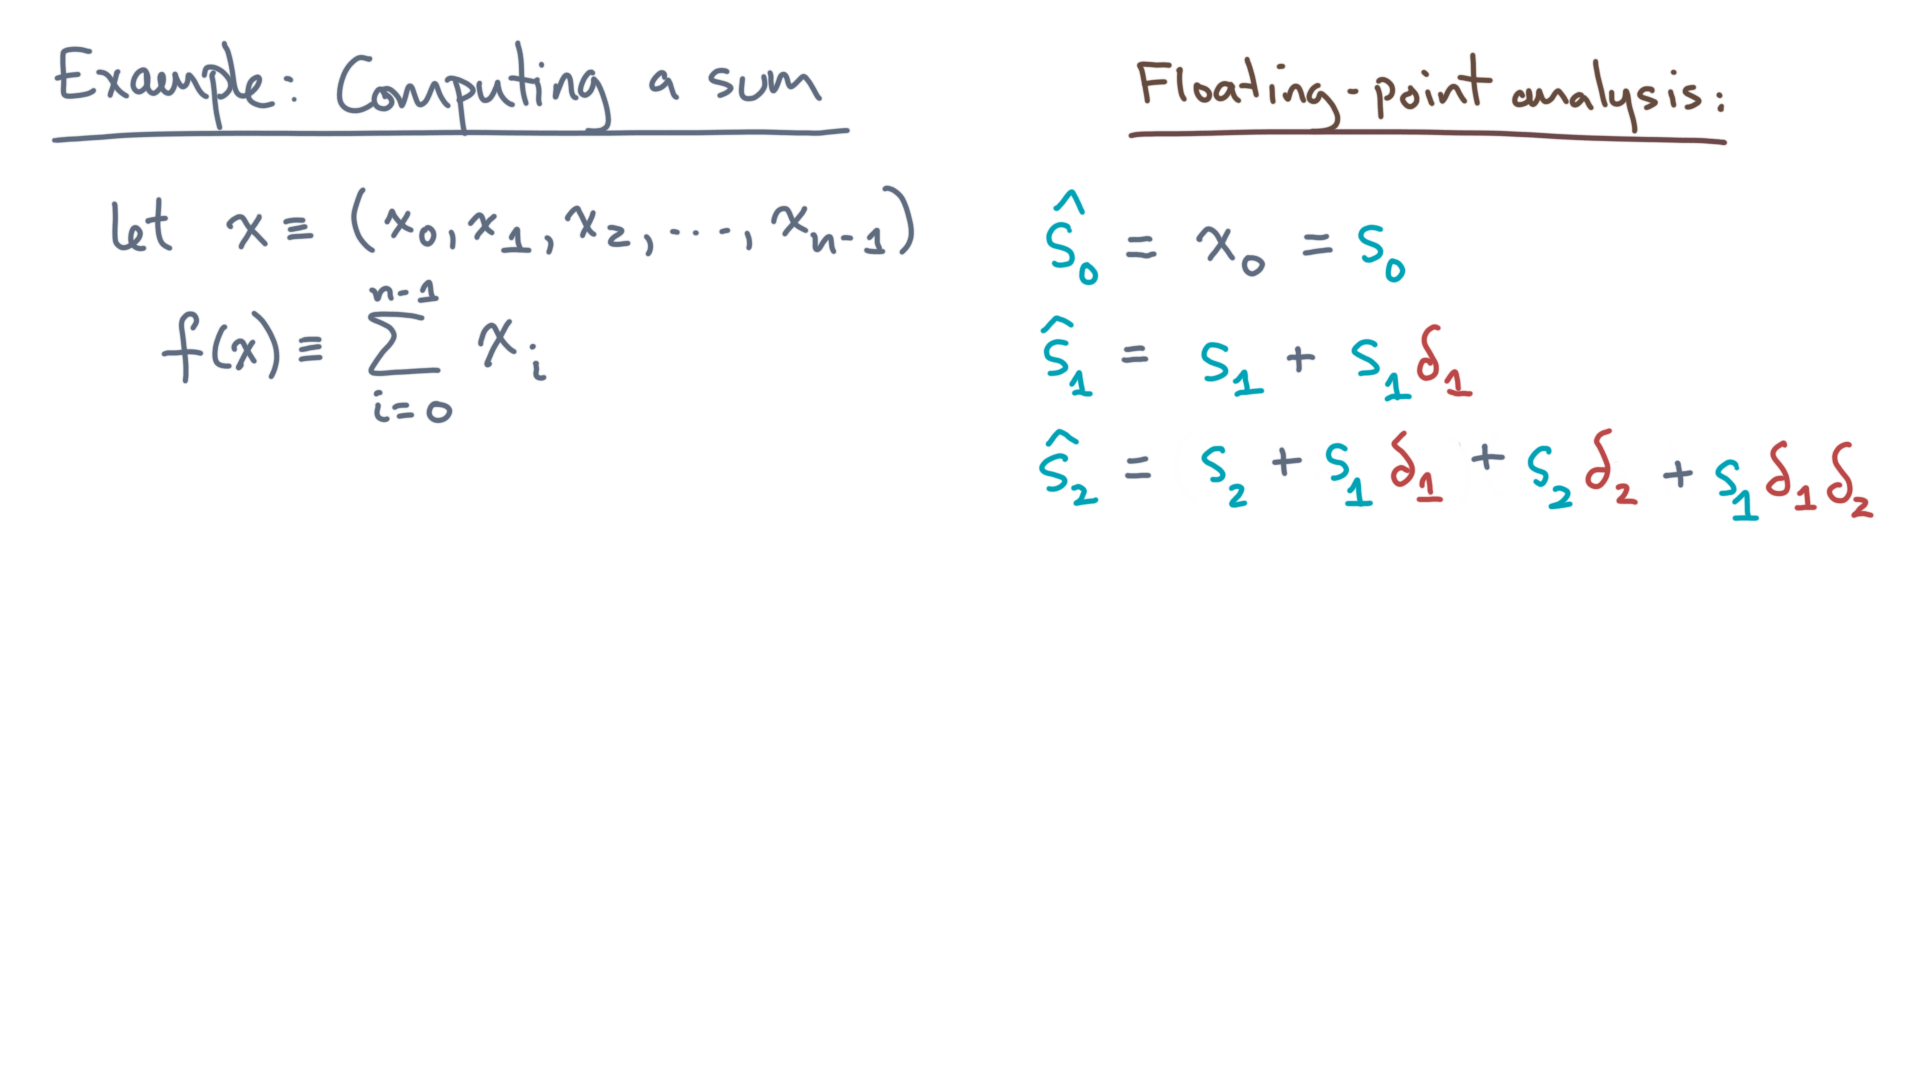 Example: Computing a sum
let x ≡ (x₀, x₁, x₂, ..., xₙ₋₁)
f(x) ≡ ∑_{i=0}^{n-1} xᵢ
Floating-point analysis:
ŝ₀ = x₀ = s₀
ŝ₁ = s₁ + s₁δ₁
ŝ₂ = s₂ + s₁δ₁ + s₂δ₂ + s₁δ₁δ₂